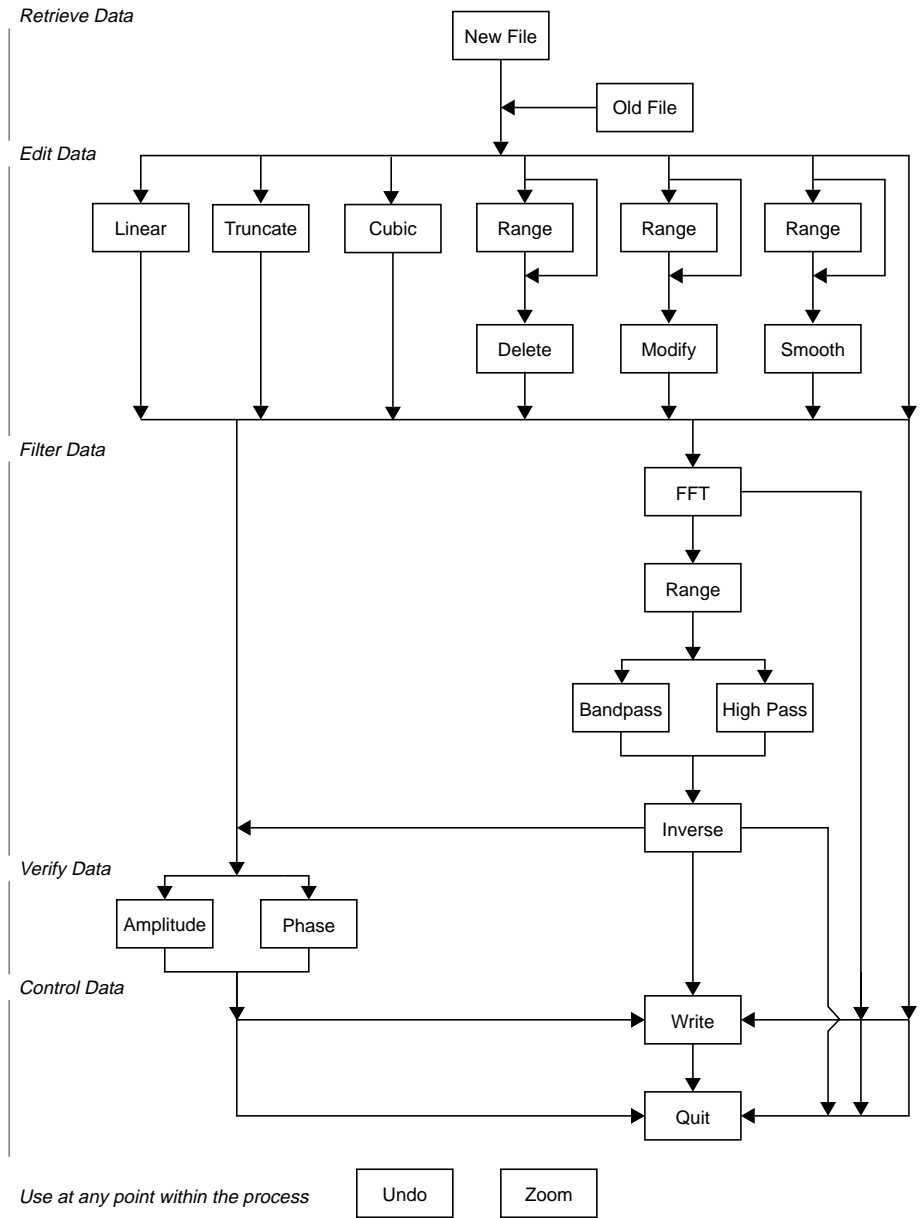 Retrieve Data
New File
Old File
Edit Data
Linear
Truncate
Cubic
Range
Range
Range
Delete
Modify
Smooth
Filter Data
FFT
Range
Bandpass
High Pass
Inverse
Verify Data
Amplitude
Phase
Control Data
Write
Quit
Use at any point within the process
Undo
Zoom